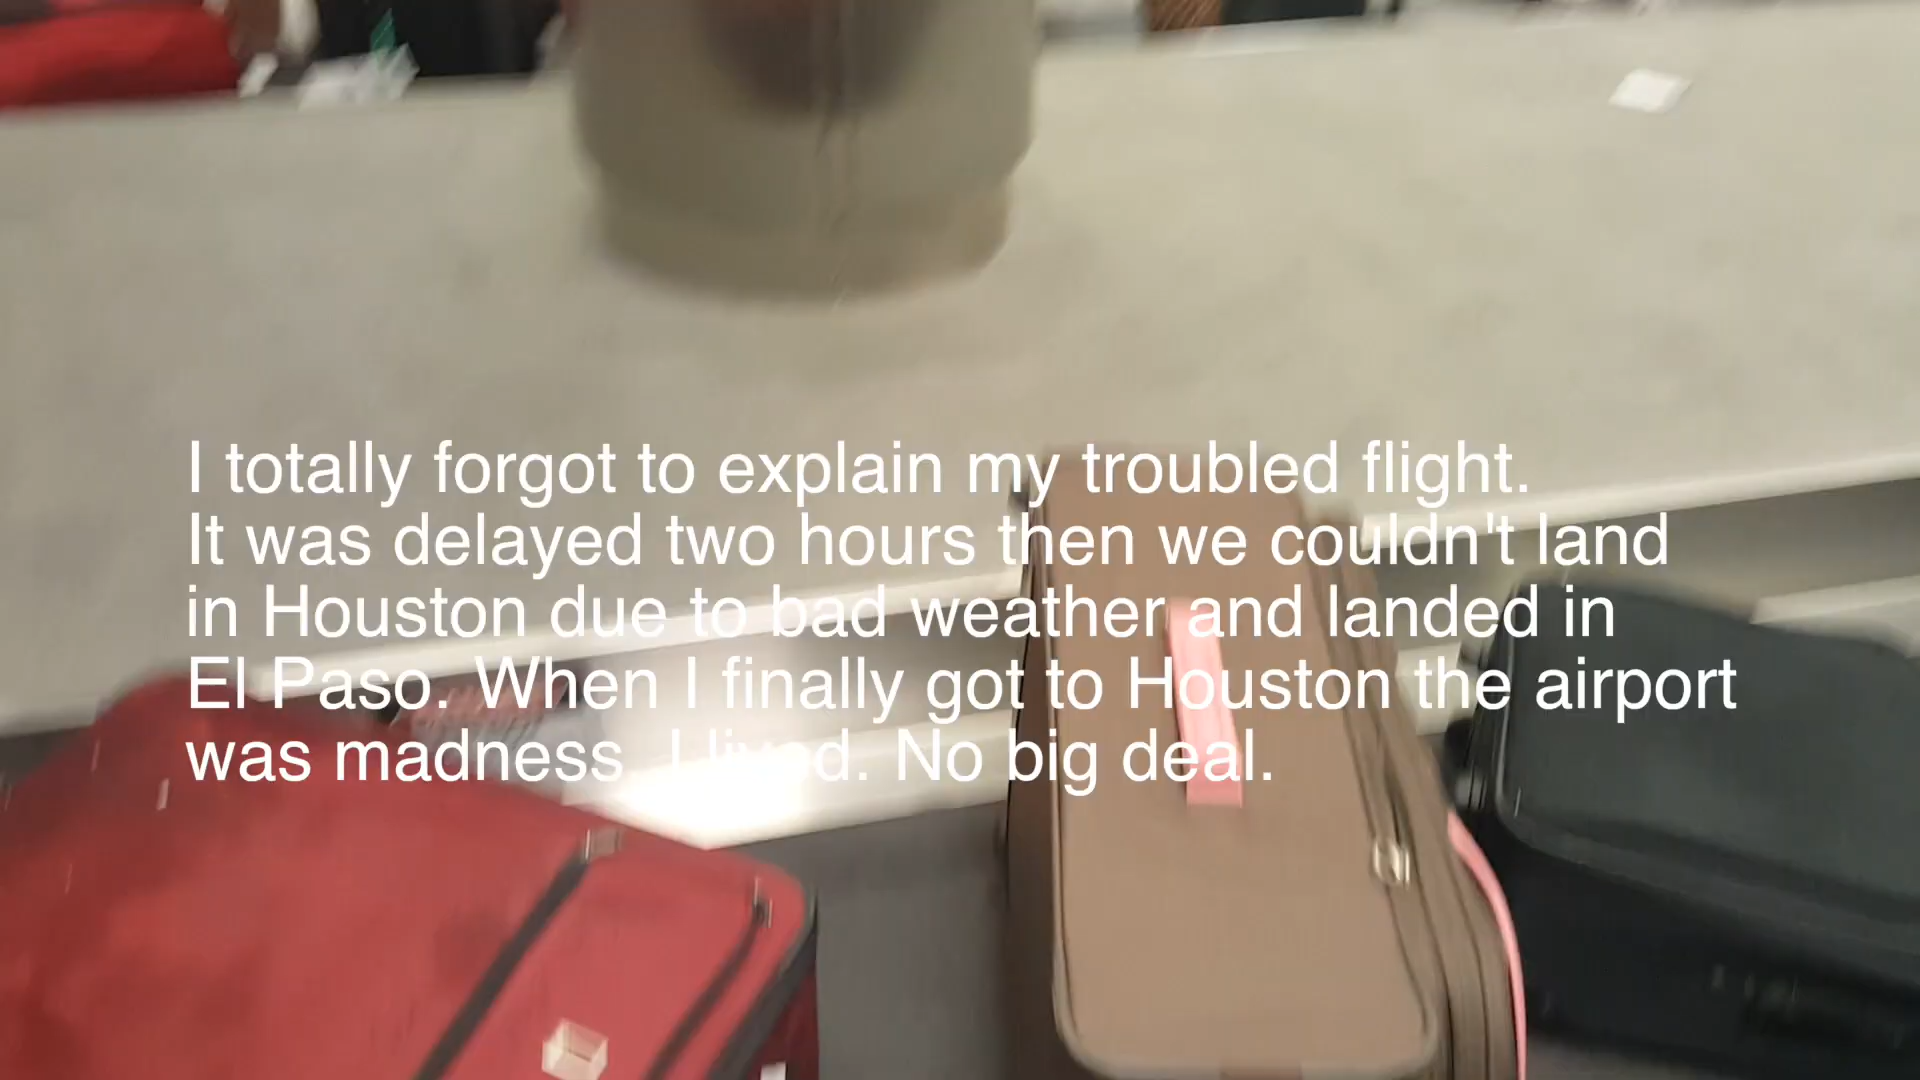 I totally forgot to explain my troubled flight.
It was delayed two hours then we couldn't land
in Houston due to bad weather and landed in
El Paso. When I finally got to Houston the airport
was madness. I lived. No big deal.